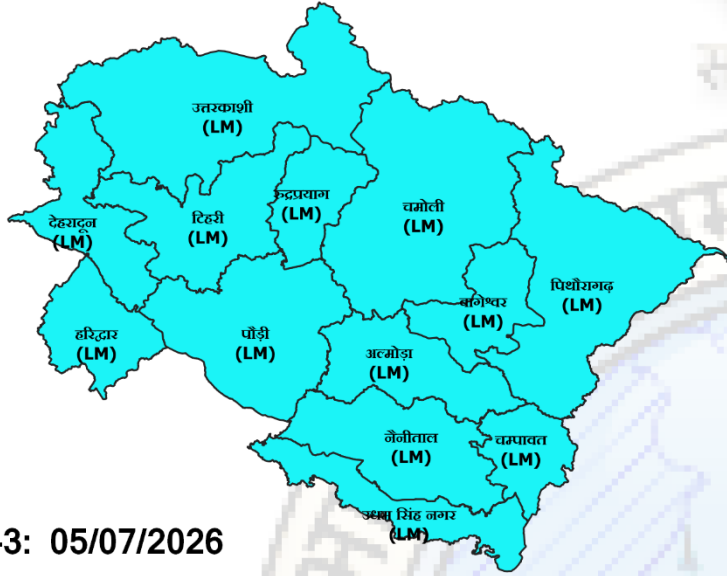 उत्तरकाशी
(LM)
रुद्रप्रयाग
(LM)
चमोली
(LM)
टिहरी
(LM)
देहरादून
(LM)
पिथौरागढ़
(LM)
बागेश्वर
(LM)
हरिद्वार
(LM)
पौड़ी
(LM)
अल्मोड़ा
(LM)
नैनीताल
(LM)
चम्पावत
(LM)
उधम सिंह नगर
(LM)
-3: 05/07/2026